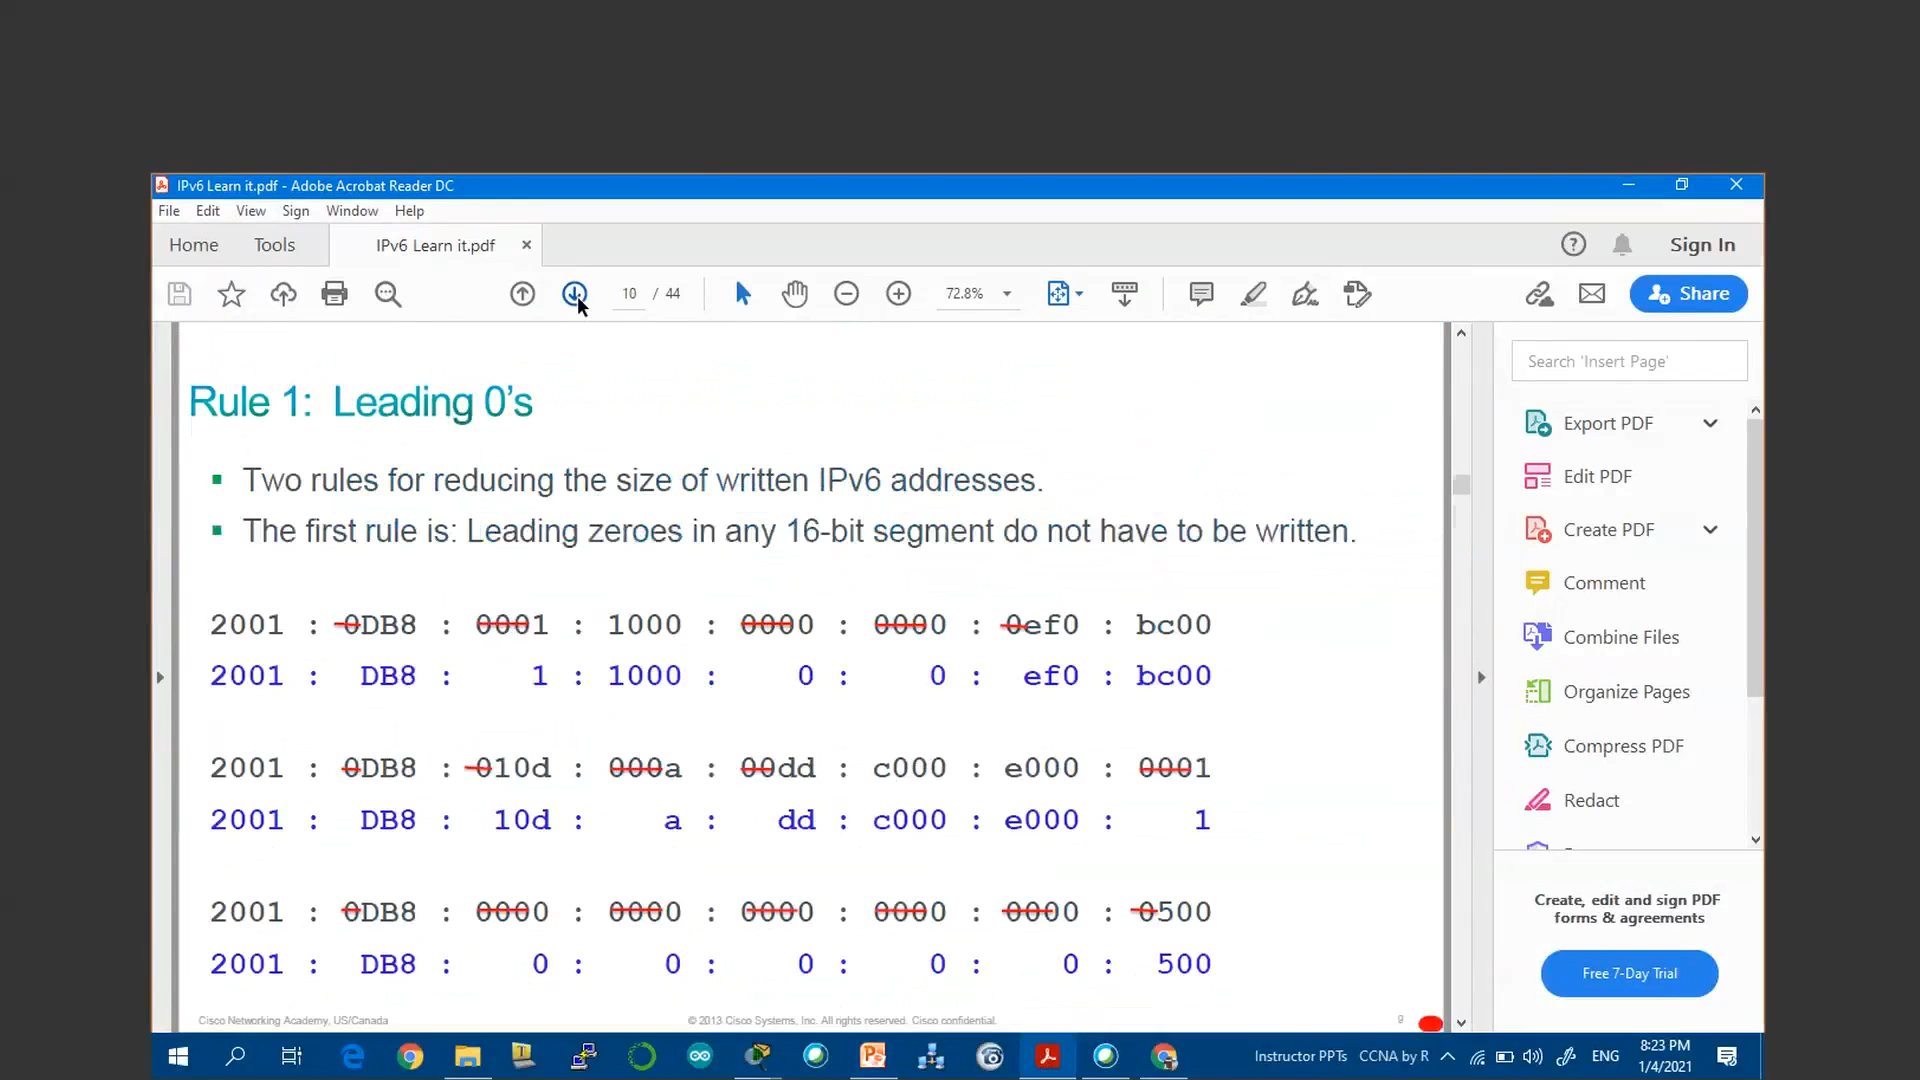 IPv6 Learn it.pdf - Adobe Acrobat Reader DC
File Edit View Sign Window Help
Home Tools IPv6 Learn it.pdf × ? Sign In
10 / 44 72.8% Share
Search 'Insert Page'
Rule 1: Leading 0's
Two rules for reducing the size of written IPv6 addresses.
The first rule is: Leading zeroes in any 16-bit segment do not have to be written.
2001 : 0DB8 : 0001 : 1000 : 0000 : 0000 : 0ef0 : bc00
2001 : DB8 : 1 : 1000 : 0 : 0 : ef0 : bc00
2001 : 0DB8 : 010d : 000a : 00dd : c000 : e000 : 0001
2001 : DB8 : 10d : a : dd : c000 : e000 : 1
2001 : 0DB8 : 0000 : 0000 : 0000 : 0000 : 0000 : 0500
2001 : DB8 : 0 : 0 : 0 : 0 : 0 : 500
Cisco Networking Academy, US/Canada © 2013 Cisco Systems, Inc. All rights reserved. Cisco confidential. 9
Export PDF
Edit PDF
Create PDF
Comment
Combine Files
Organize Pages
Compress PDF
Redact
Create, edit and sign PDF
forms & agreements
Free 7-Day Trial
Instructor PPTs CCNA by R ENG 8:23 PM
1/4/2021